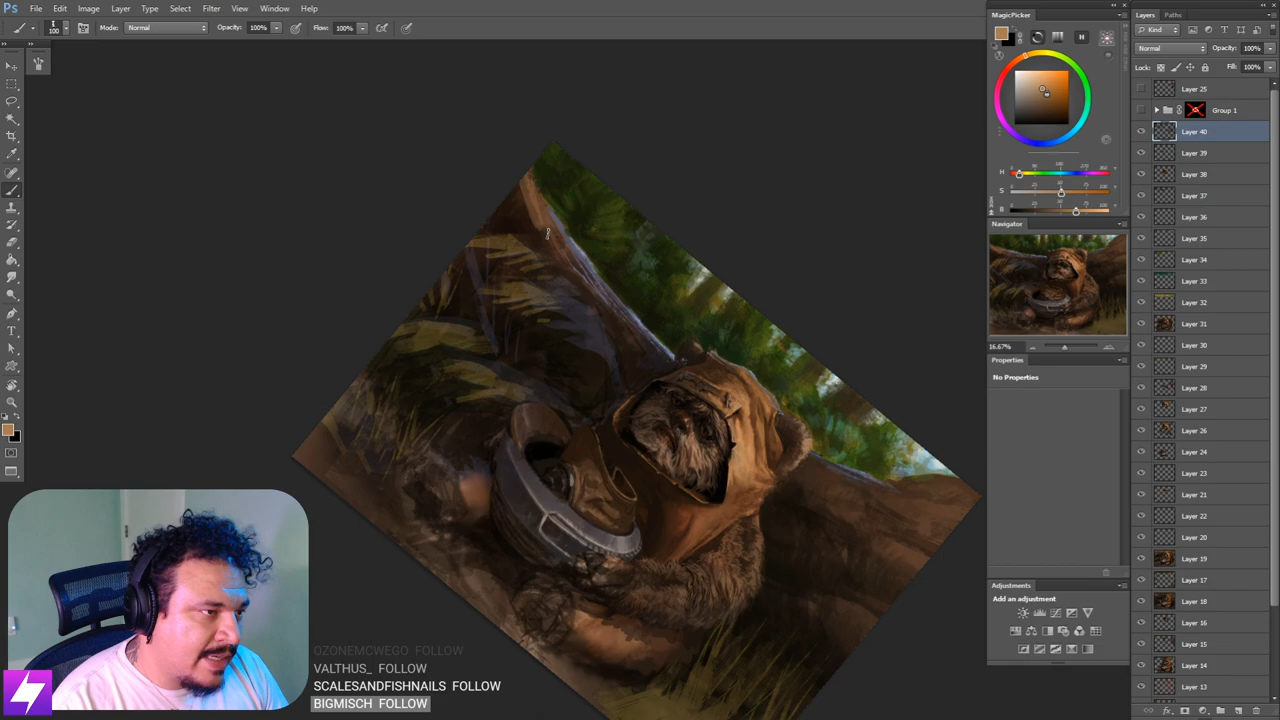 Ps File Edit Image Layer Type Select Filter View Window Help
100 Mode: Normal Opacity: 100% Flow: 100%
MagicPicker
H
H
S
B
Navigator
16.67%
Properties
No Properties
Adjustments
Add an adjustment
Layers Paths
Kind
Normal Opacity: 100%
Lock: Fill: 100%
Layer 25
Group 1
Layer 40
Layer 39
Layer 38
Layer 37
Layer 36
Layer 35
Layer 34
Layer 33
Layer 32
Layer 31
Layer 30
Layer 29
Layer 28
Layer 27
Layer 26
Layer 24
Layer 23
Layer 21
Layer 22
Layer 20
Layer 19
Layer 17
Layer 18
Layer 16
Layer 15
Layer 14
Layer 13
OZONEMCWEGO FOLLOW
VALTHUS_ FOLLOW
SCALESANDFISHNAILS FOLLOW
BIGMISCH FOLLOW